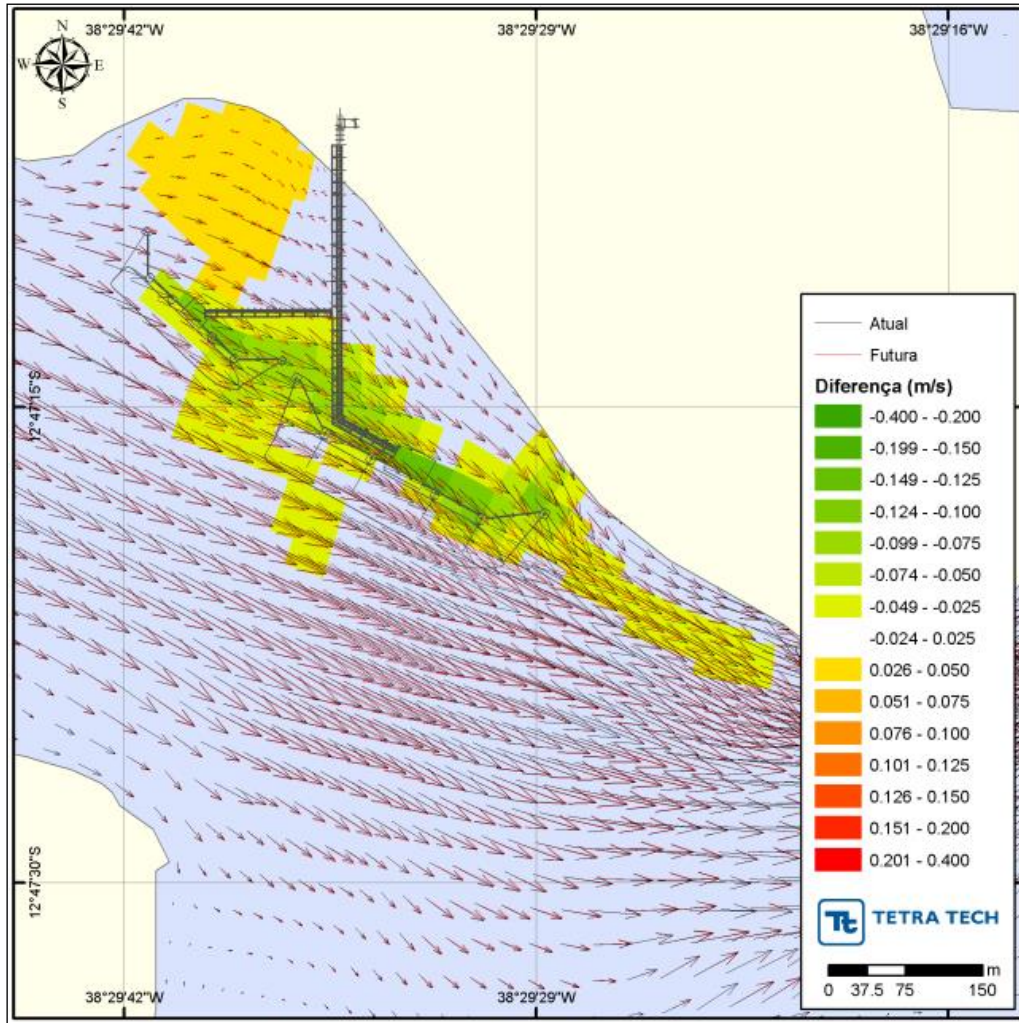 38°29'42"W
38°29'29"W
38°29'16"W
N
W
E
S
12°47'15"S
Atual
Futura
Diferença (m/s)
-0.400 - -0.200
-0.199 - -0.150
-0.149 - -0.125
-0.124 - -0.100
-0.099 - -0.075
-0.074 - -0.050
-0.049 - -0.025
-0.024 - 0.025
0.026 - 0.050
0.051 - 0.075
0.076 - 0.100
0.101 - 0.125
0.126 - 0.150
0.151 - 0.200
0.201 - 0.400
12°47'30"S
Tt TETRA TECH
m
0 37.5 75 150
38°29'42"W
38°29'29"W